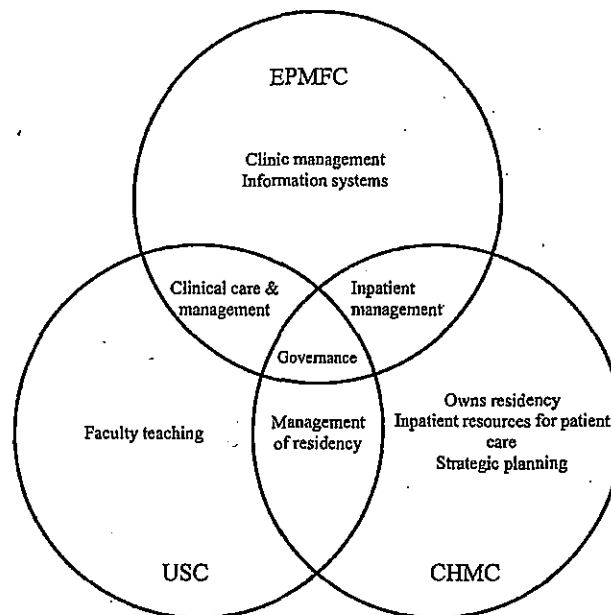 EPMFC
Clinic management
Information systems
Clinical care &
management
Inpatient
management
Governance
Owns residency
Inpatient resources for patient
care
Strategic planning
Faculty teaching
Management
of residency
USC
CHMC